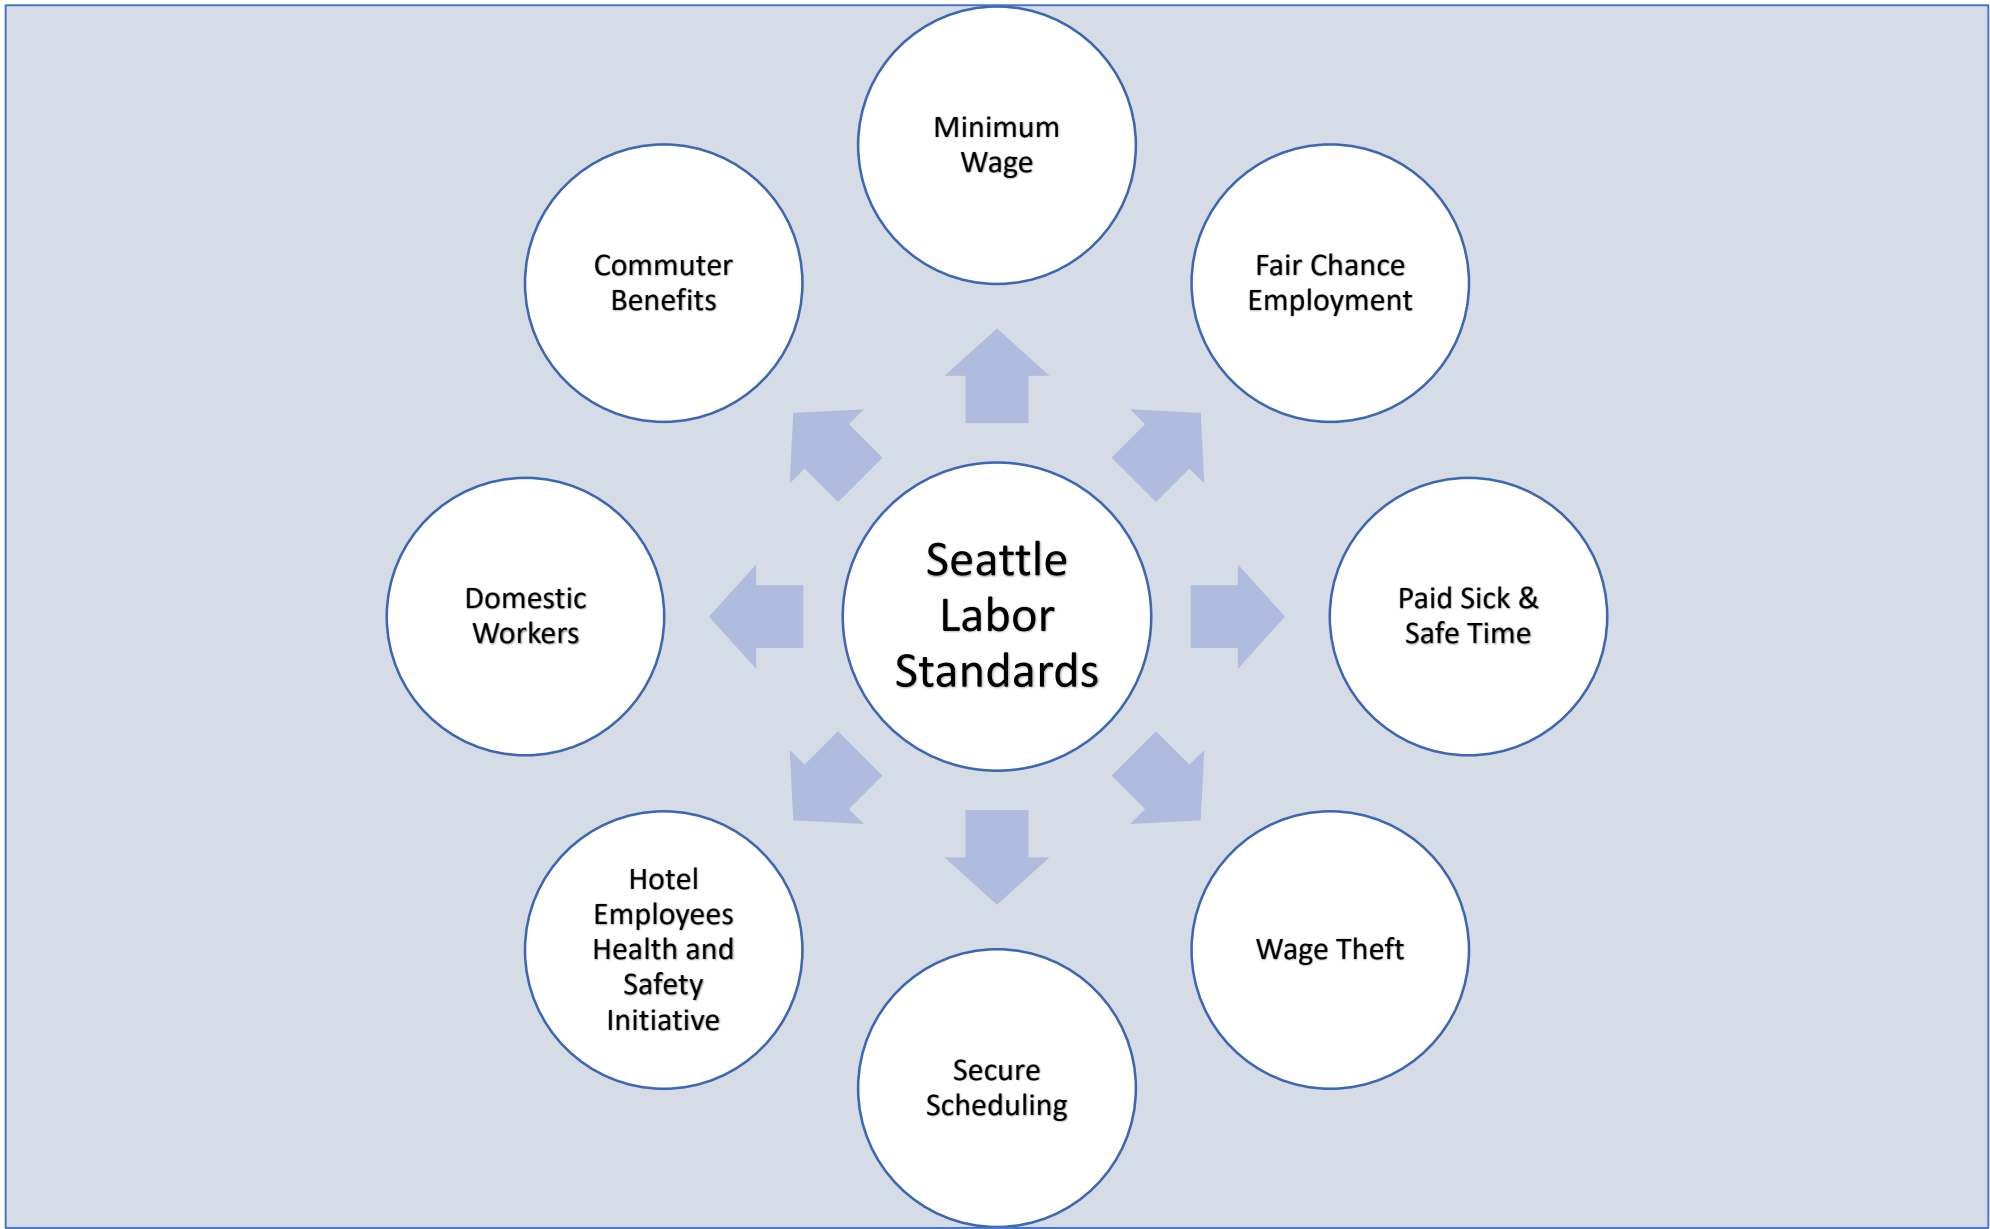 Minimum
Wage
Commuter
Benefits
Fair Chance
Employment
Seattle
Labor
Standards
Domestic
Workers
Paid Sick &
Safe Time
Hotel
Employees
Health and
Safety
Initiative
Wage Theft
Secure
Scheduling